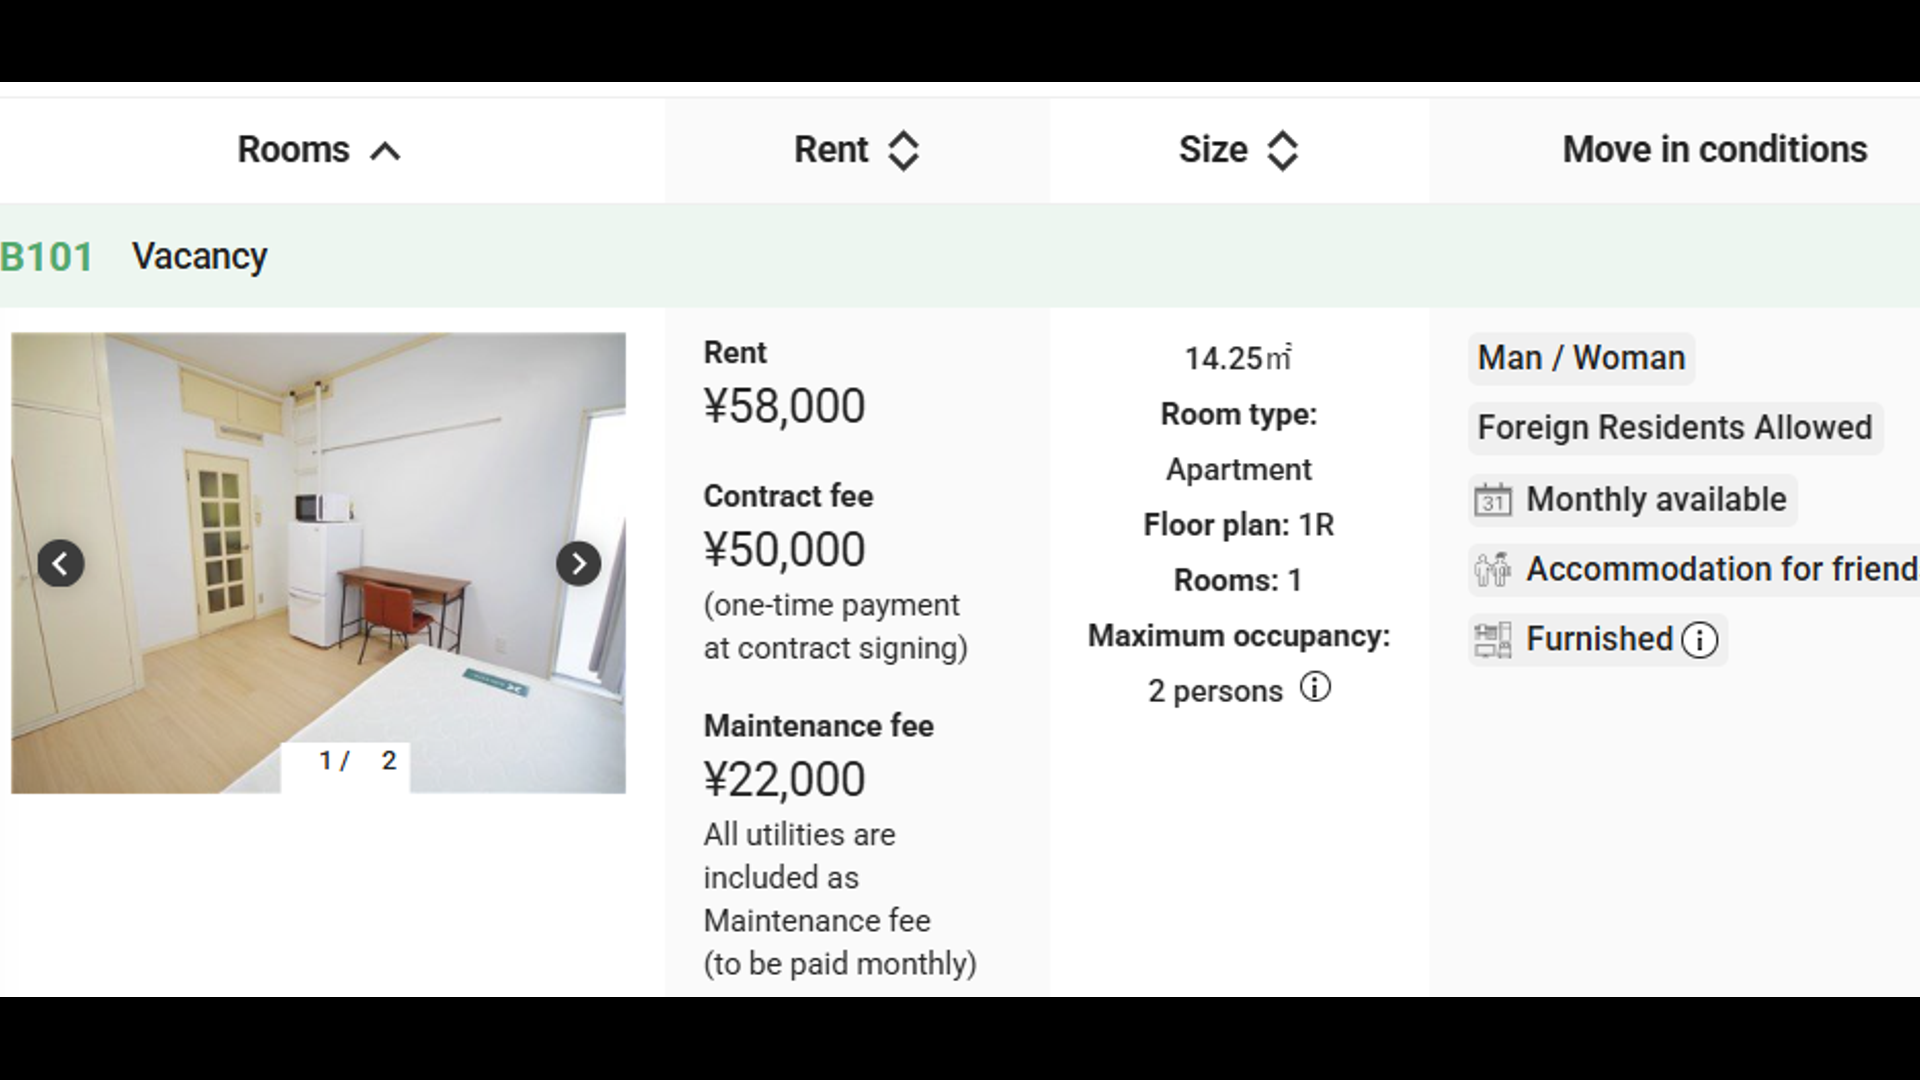 Rooms
Rent
Size
Move in conditions
B101 Vacancy
1 / 2
Rent
¥58,000
Contract fee
¥50,000
(one-time payment
at contract signing)
Maintenance fee
¥22,000
All utilities are
included as
Maintenance fee
(to be paid monthly)
14.25㎡
Room type:
Apartment
Floor plan: 1R
Rooms: 1
Maximum occupancy:
2 persons
Man / Woman
Foreign Residents Allowed
31 Monthly available
Accommodation for friend
Furnished